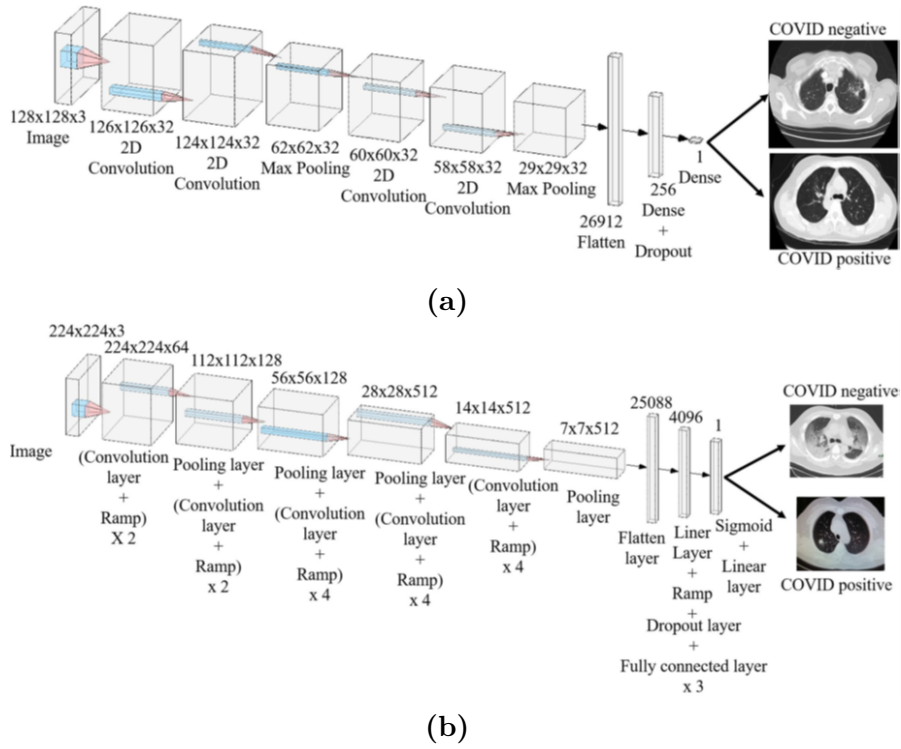 COVID negative
128x128x3
Image
126x126x32
2D
Convolution
124x124x32
2D
Convolution
62x62x32
Max Pooling
60x60x32
2D
Convolution
58x58x32
2D
Convolution
29x29x32
Max Pooling
26912
Flatten
256
Dense
+
Dropout
1
Dense
COVID positive
(a)
224x224x3
Image
224x224x64
(Convolution
layer
+
Ramp)
X 2
112x112x128
Pooling layer
+
(Convolution
layer
+
Ramp)
x 2
56x56x128
Pooling layer
+
(Convolution
layer
+
Ramp)
x 4
28x28x512
Pooling layer
+
(Convolution
layer
+
Ramp)
x 4
14x14x512
(Convolution
layer
+
Ramp)
x 4
7x7x512
Pooling
layer
25088
Flatten
layer
4096
Liner
Layer
+
Ramp
+
Dropout layer
+
Fully connected layer
x 3
1
Sigmoid
+
Linear
layer
COVID negative
COVID positive
(b)